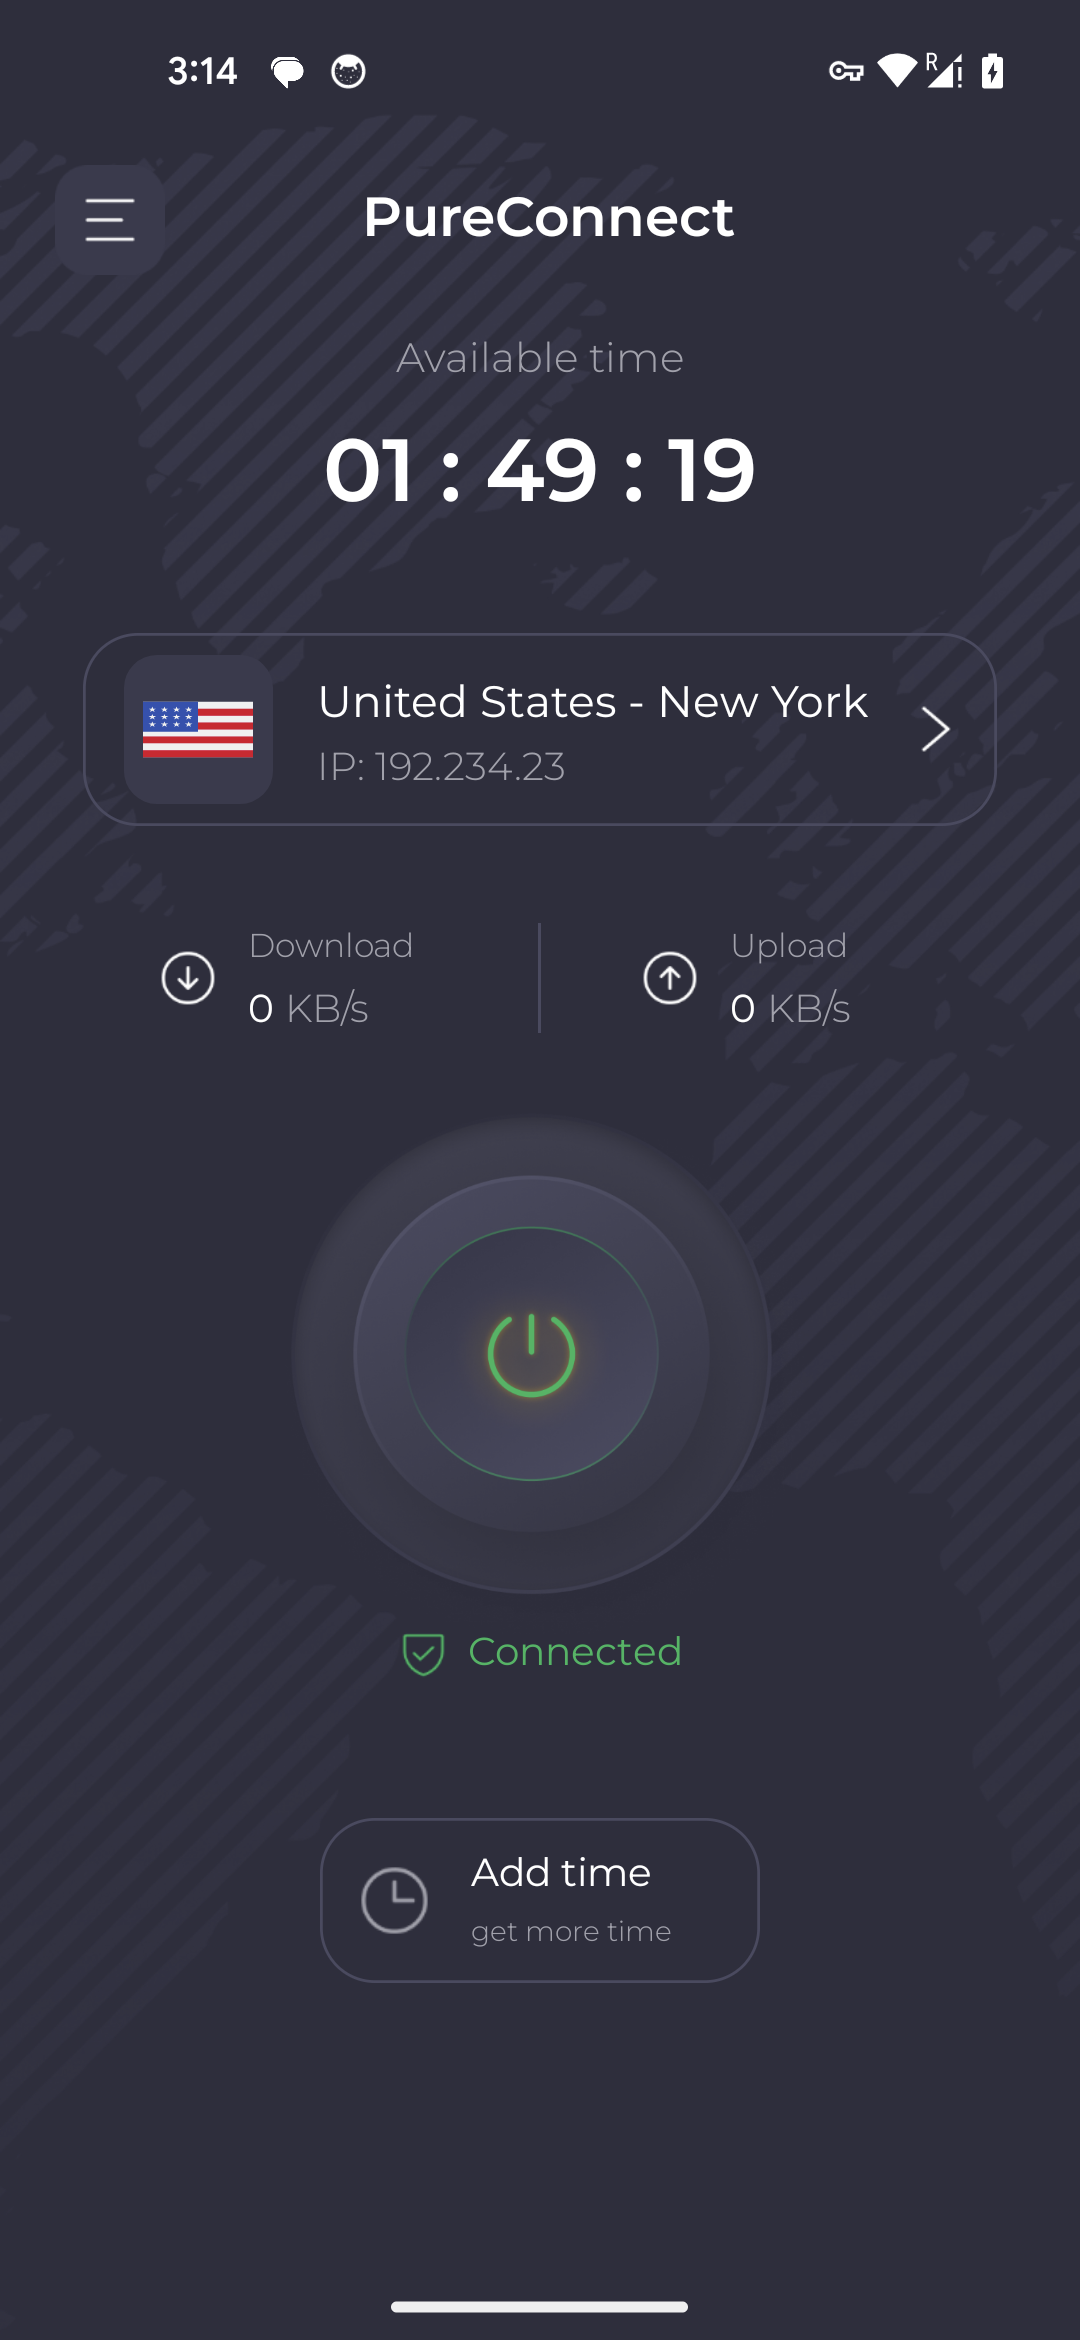 3:14
R
PureConnect
Available time
01 : 49 : 19
United States - New York
IP: 192.234.23
Download
0 KB/s
Upload
0 KB/s
Connected
Add time
get more time